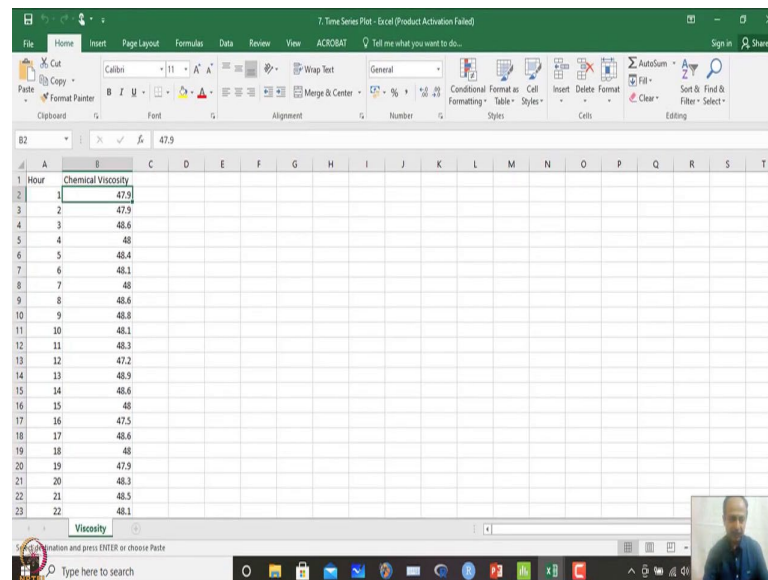 7. Time Series Plot - Excel (Product Activation Failed)
File Home Insert Page Layout Formulas Data Review View ACROBAT Tell me what you want to do... Sign in Share
Cut
Copy
Format Painter
Paste
Clipboard
Calibri 11
B I U
Font
Wrap Text
Merge & Center
Alignment
General
Number
Conditional Formatting
Format as Table
Cell Styles
Styles
Insert Delete Format
Cells
AutoSum
Fill
Clear
Sort & Filter
Find & Select
Editing
B2 fx 47.9
A B C D E F G H I J K L M N O P Q R S T
1 Hour Chemical Viscosity
2 1 47.9
3 2 47.9
4 3 48.6
5 4 48
6 5 48.4
7 6 48.1
8 7 48
9 8 48.6
10 9 48.8
11 10 48.1
12 11 48.3
13 12 47.2
14 13 48.9
15 14 48.6
16 15 48
17 16 47.5
18 17 48.6
19 18 48
20 19 47.9
21 20 48.3
22 21 48.5
23 22 48.1
Viscosity
destination and press ENTER or choose Paste
Type here to search